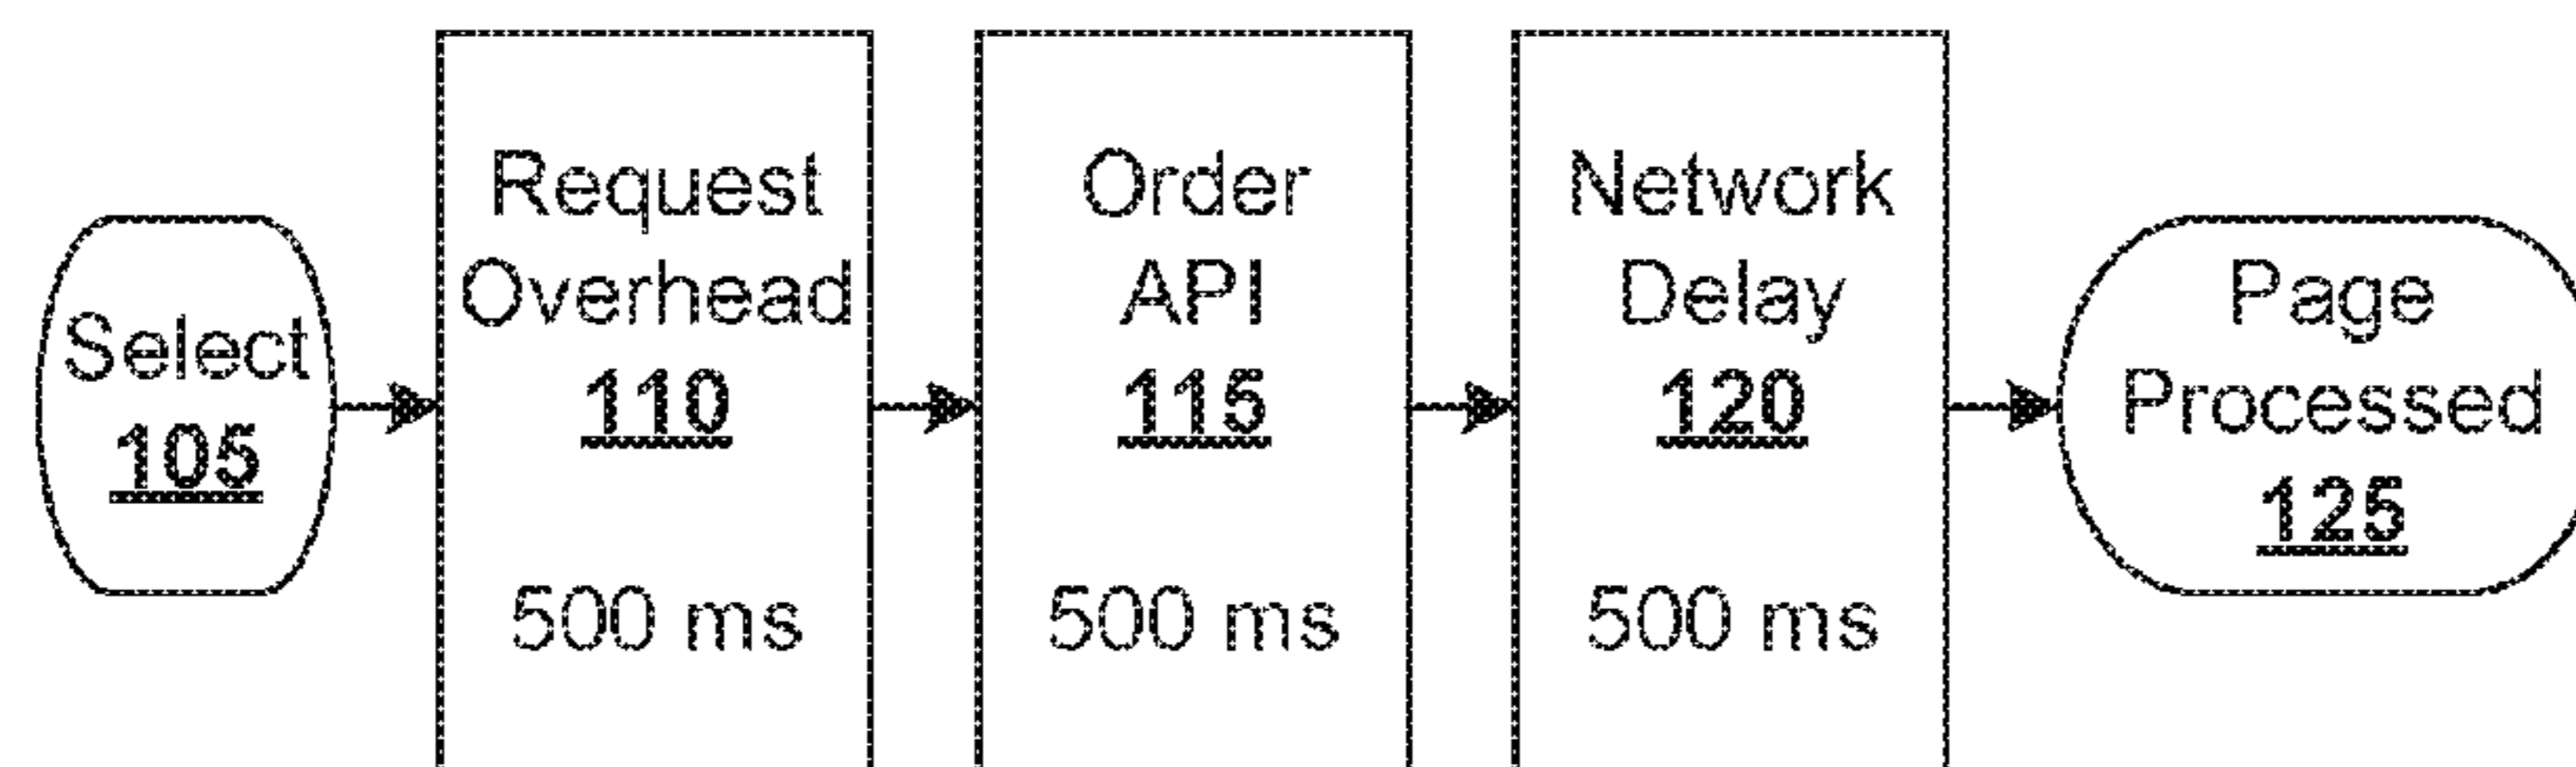 Select
105
Request
Overhead
110
500 ms
Order
API
115
500 ms
Network
Delay
120
500 ms
Page
Processed
125